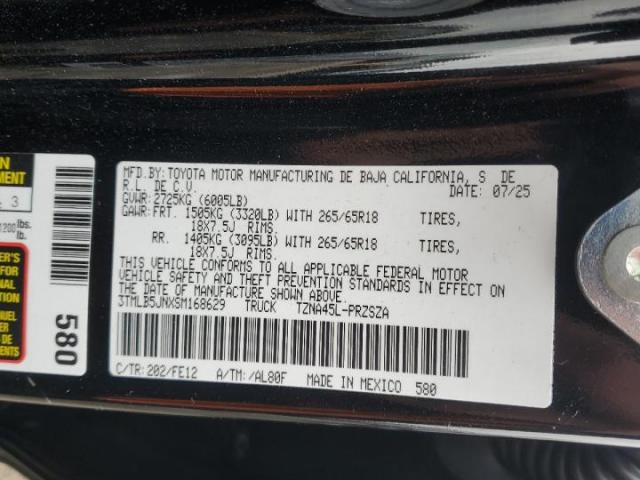 MFD.BY: TOYOTA MOTOR MANUFACTURING DE BAJA CALIFORNIA, S DE
R.L. DE C.V. DATE: 07/25
GVWR: 2725KG (6005LB)
GAWR: FRT. 1505KG (3320LB) WITH 265/65R18 TIRES,
18X7.5J RIMS.
RR. 1405KG (3095LB) WITH 265/65R18 TIRES,
18X7.5J RIMS.
THIS VEHICLE CONFORMS TO ALL APPLICABLE FEDERAL MOTOR
VEHICLE SAFETY AND THEFT PREVENTION STANDARDS IN EFFECT ON
THE DATE OF MANUFACTURE SHOWN ABOVE.
3TMLB5JNXSM168629 TRUCK TZNA45L-PRZSZA
C/TR: 202/FE12 A/TM: /AL80F MADE IN MEXICO 580
580
3
1200 lbs.